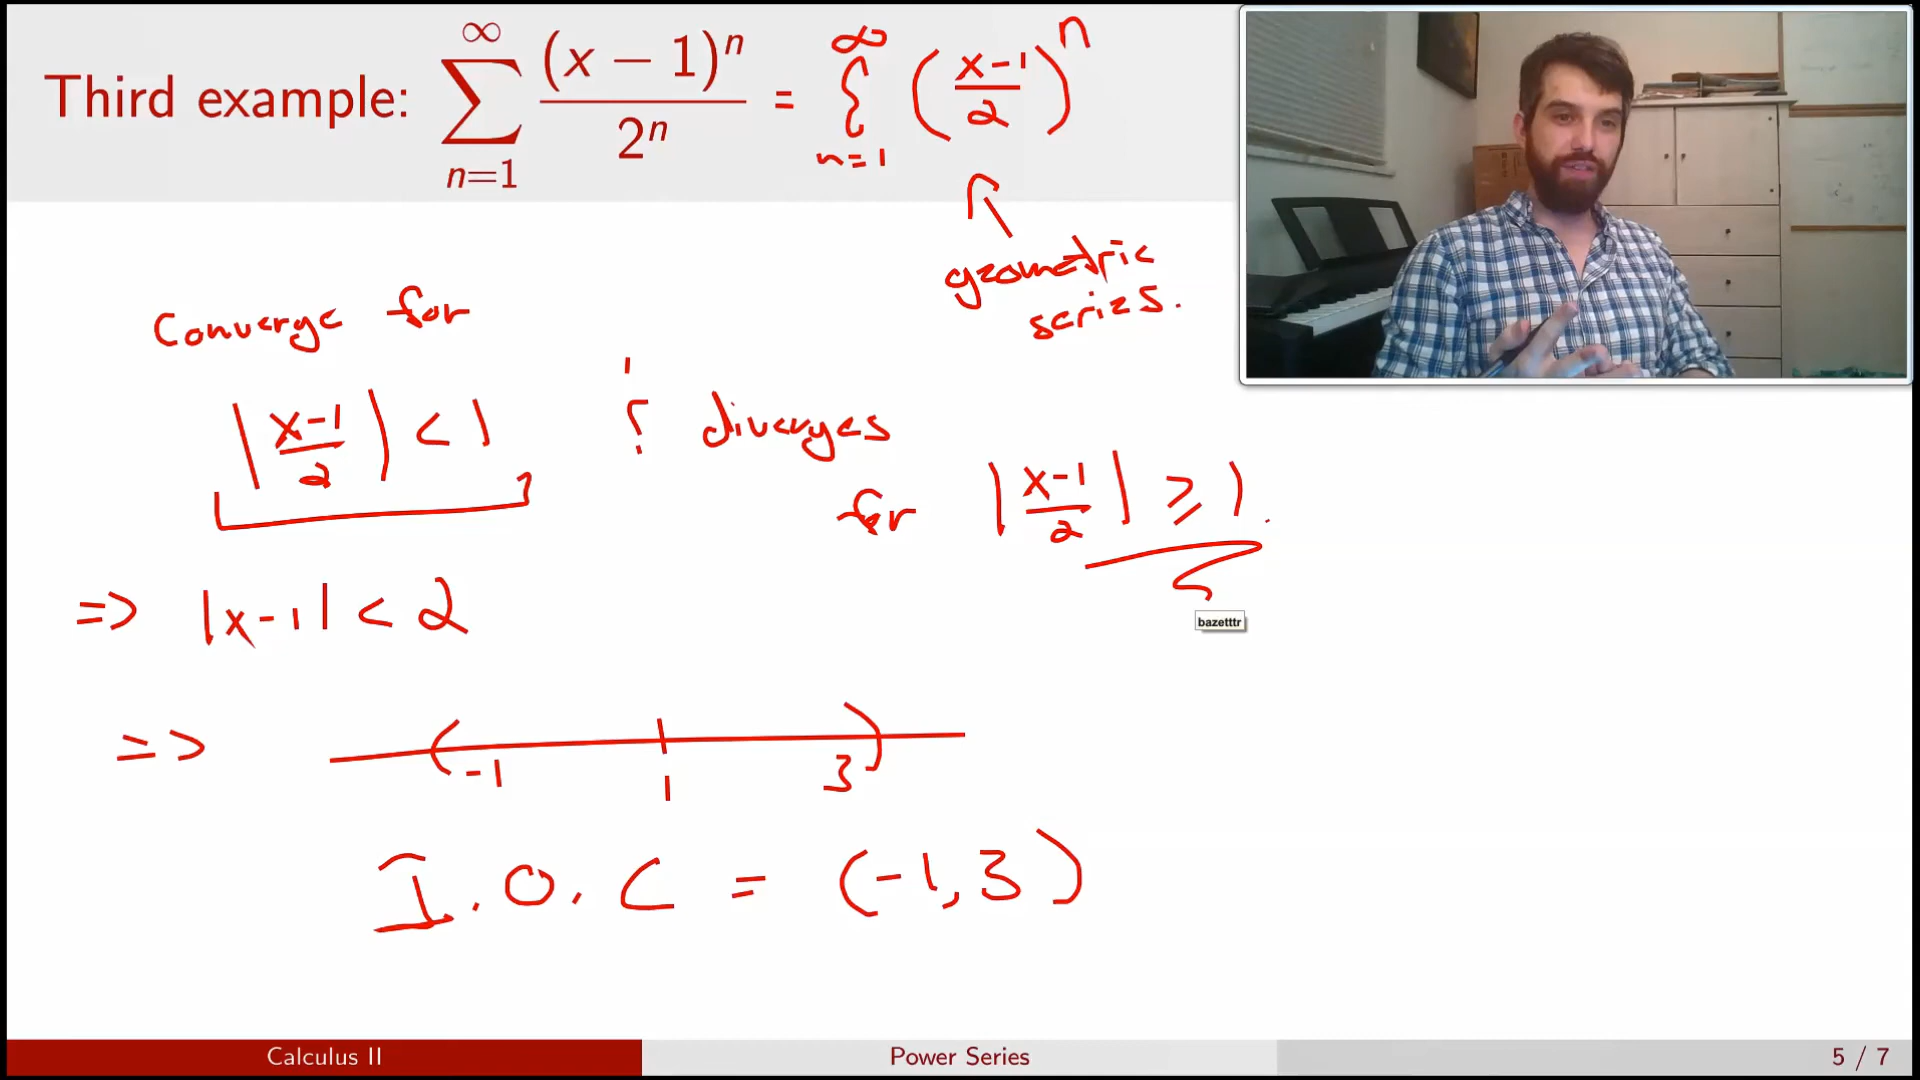 Third example: ∑_{n=1}^{∞} (x − 1)^n / 2^n = ∑_{n=1}^{∞} ((x-1)/2)^n
geometric
series.
Converge for
|(x-1)/2| < 1
diverges
for |(x-1)/2| ≥ 1.
=> |x-1| < 2
bazetttr
=> ( -1 1 3 )
I.O.C = (-1,3)
Calculus II Power Series 5 / 7